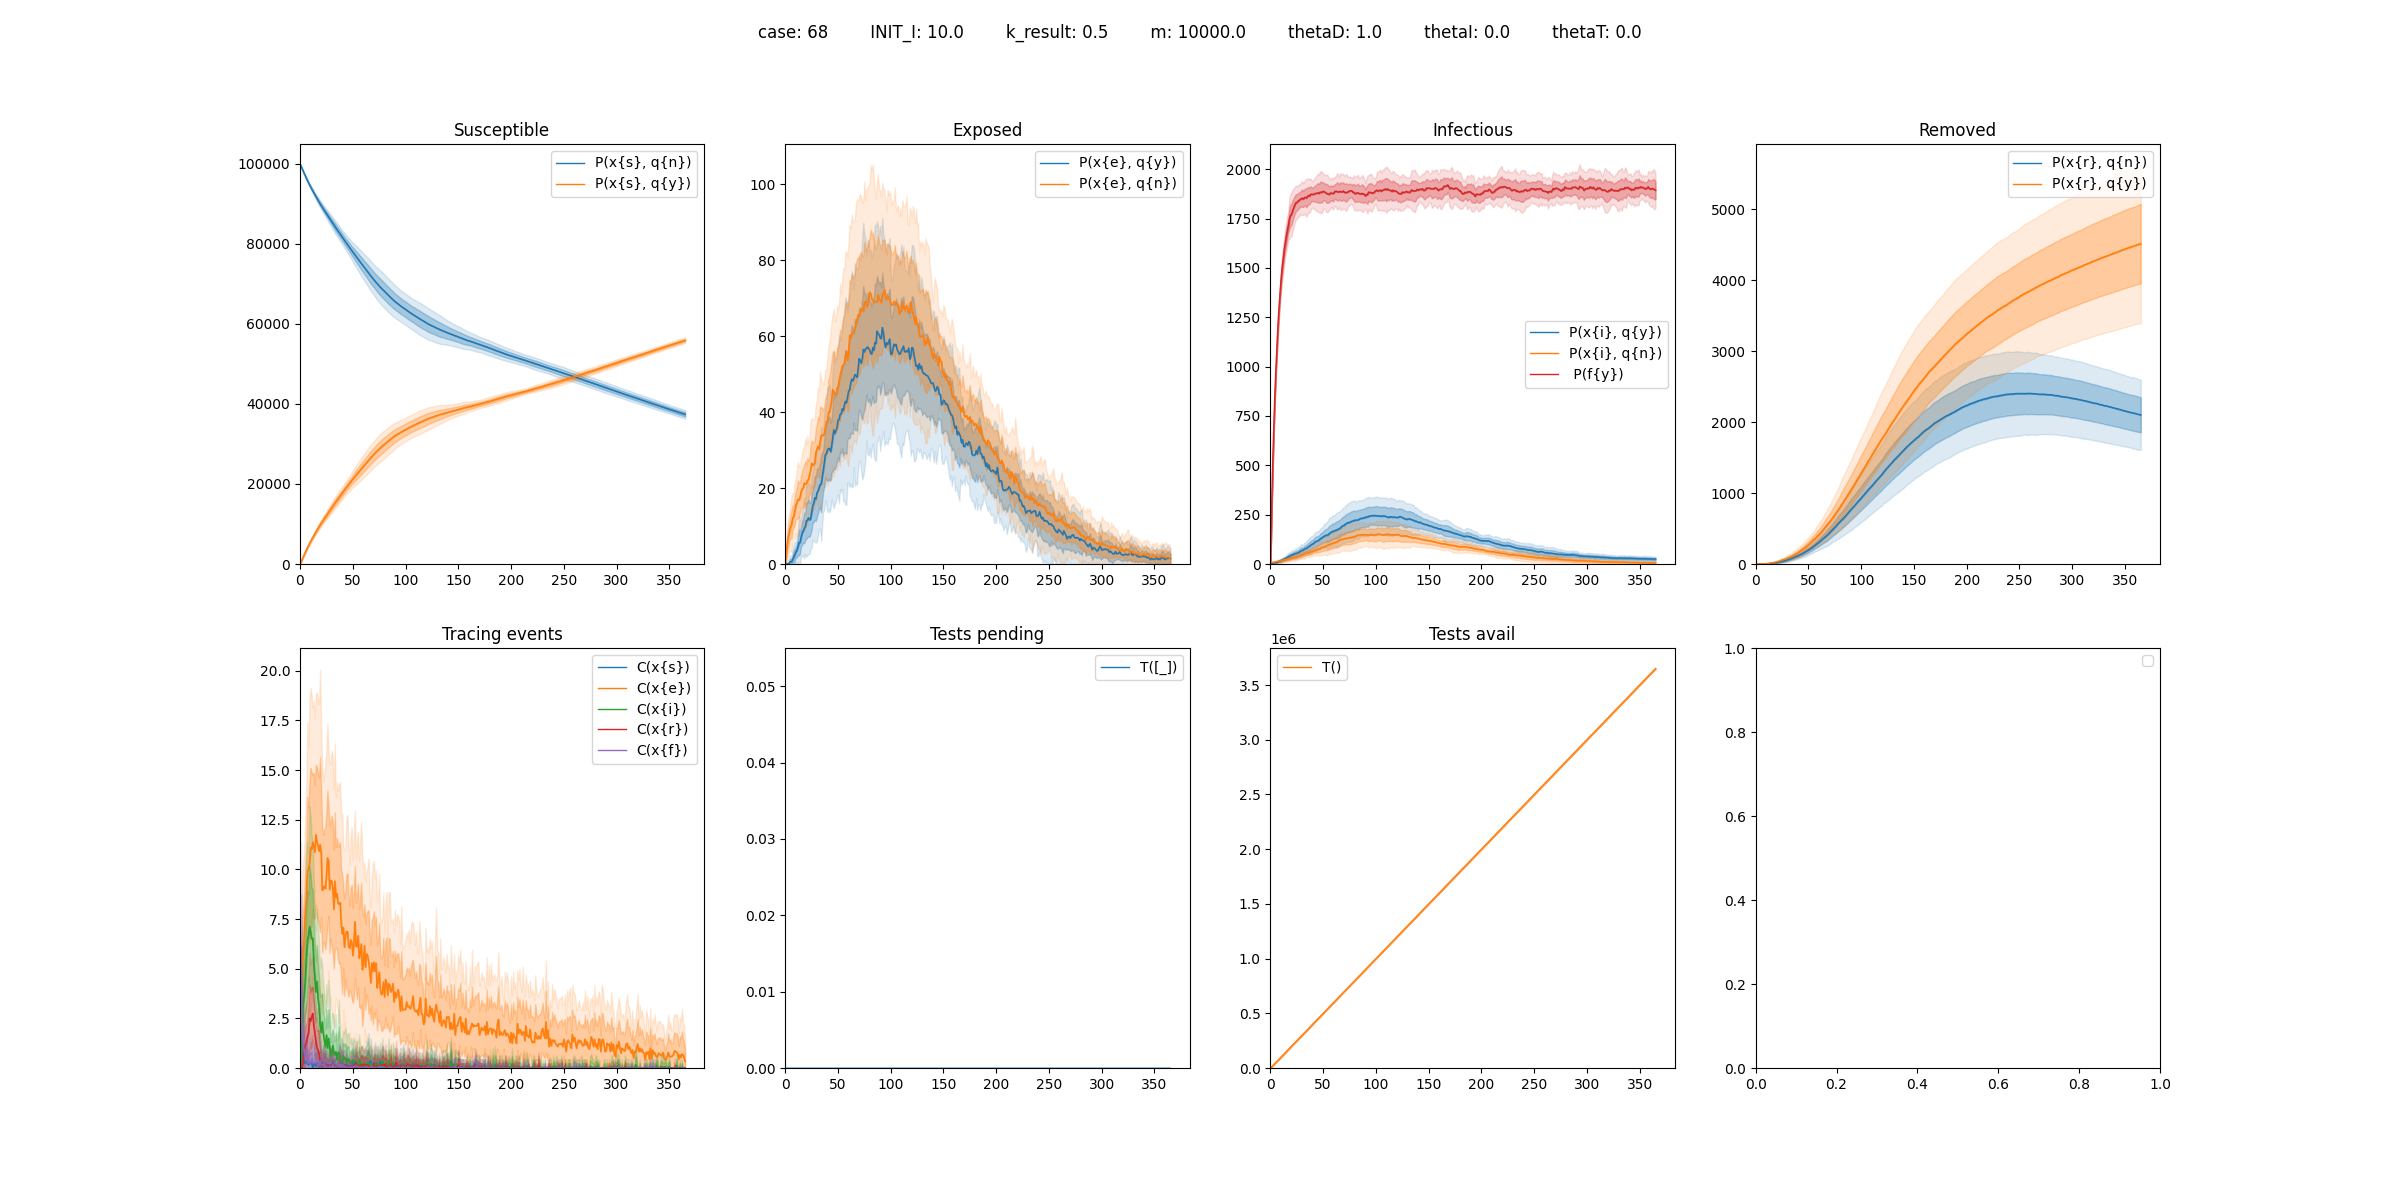 case: 68 INIT_I: 10.0 k_result: 0.5 m: 10000.0 thetaD: 1.0 thetaI: 0.0 thetaT: 0.0
Susceptible
P(x{s}, q{n})
P(x{s}, q{y})
100000
80000
60000
40000
20000
0
0 50 100 150 200 250 300 350
Exposed
P(x{e}, q{y})
P(x{e}, q{n})
100
80
60
40
20
0
0 50 100 150 200 250 300 350
Infectious
P(x{i}, q{y})
P(x{i}, q{n})
P(f{y})
2000
1750
1500
1250
1000
750
500
250
0
0 50 100 150 200 250 300 350
Removed
P(x{r}, q{n})
P(x{r}, q{y})
5000
4000
3000
2000
1000
0
0 50 100 150 200 250 300 350
Tracing events
C(x{s})
C(x{e})
C(x{i})
C(x{r})
C(x{f})
20.0
17.5
15.0
12.5
10.0
7.5
5.0
2.5
0.0
0 50 100 150 200 250 300 350
Tests pending
T([_])
0.05
0.04
0.03
0.02
0.01
0.00
0 50 100 150 200 250 300 350
Tests avail
1e6
T()
3.5
3.0
2.5
2.0
1.5
1.0
0.5
0.0
0 50 100 150 200 250 300 350
1.0
0.8
0.6
0.4
0.2
0.0
0.0 0.2 0.4 0.6 0.8 1.0